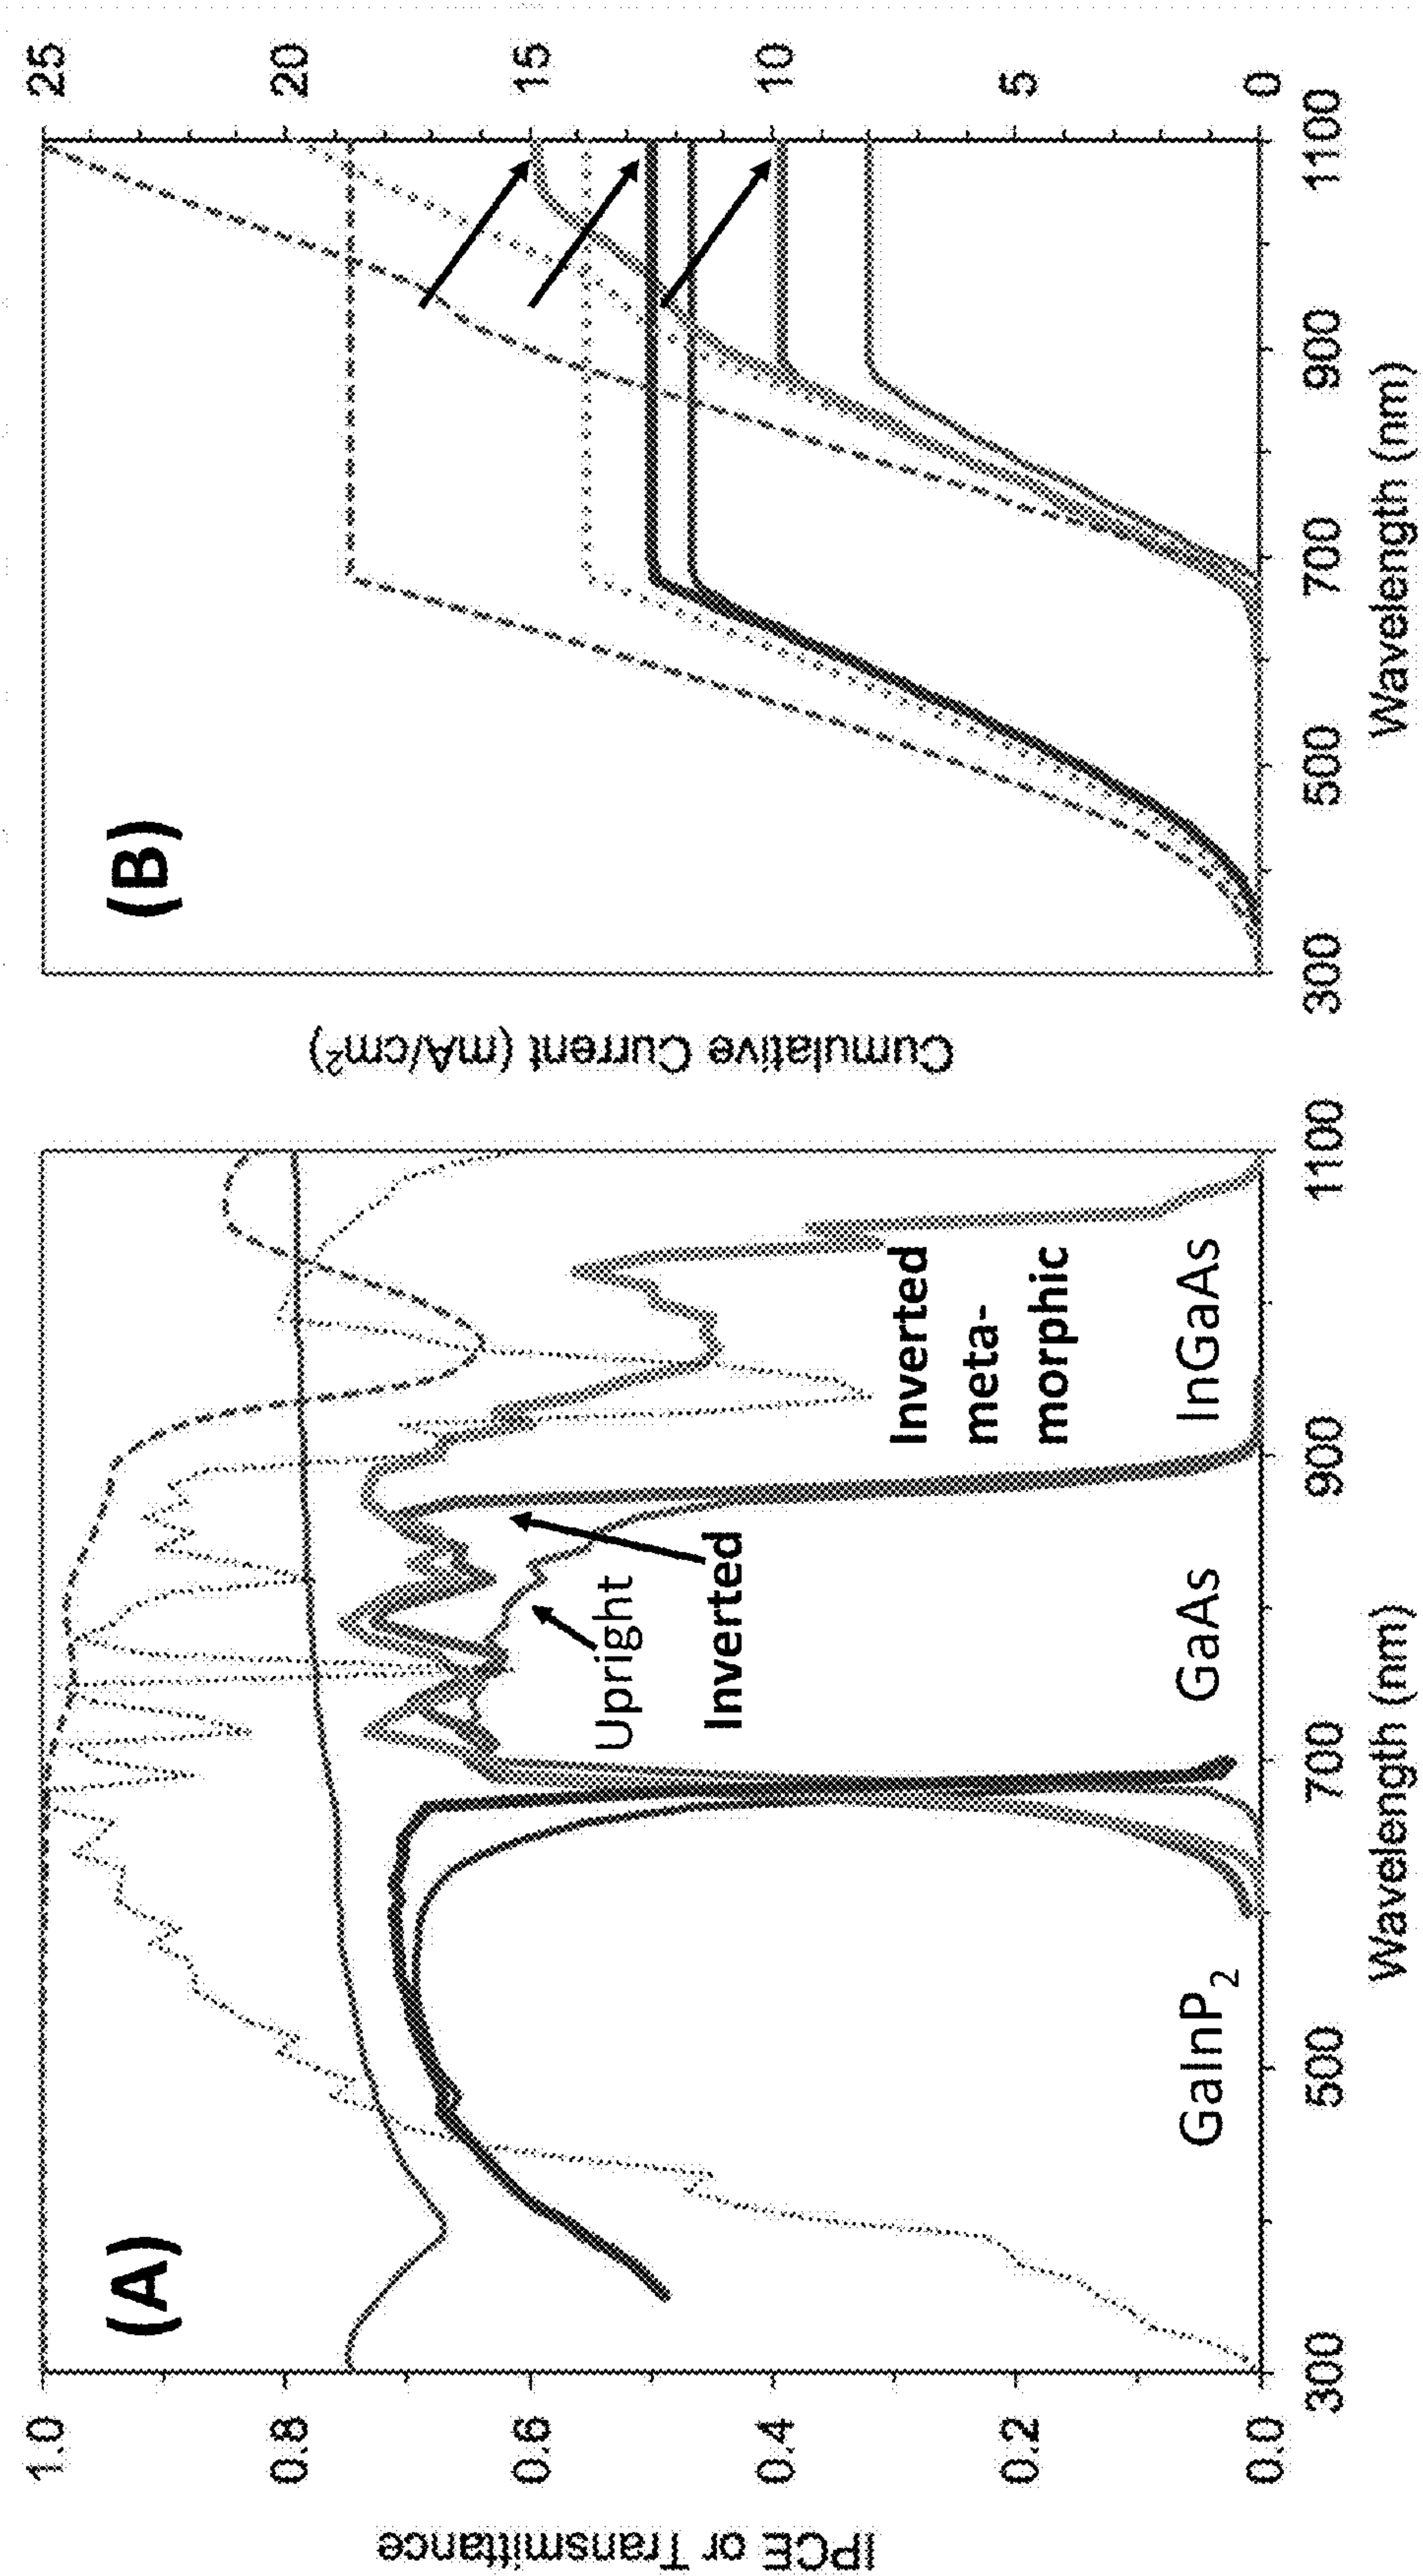 (A)
IPCE or Transmittance
1.0
0.8
0.6
0.4
0.2
0.0
300
500
700
900
1100
Wavelength (nm)
Upright
Inverted
Inverted
meta-
morphic
GaInP2
GaAs
InGaAs
(B)
Cumulative Current (mA/cm²)
25
20
15
10
5
0
300
500
700
900
1100
Wavelength (nm)